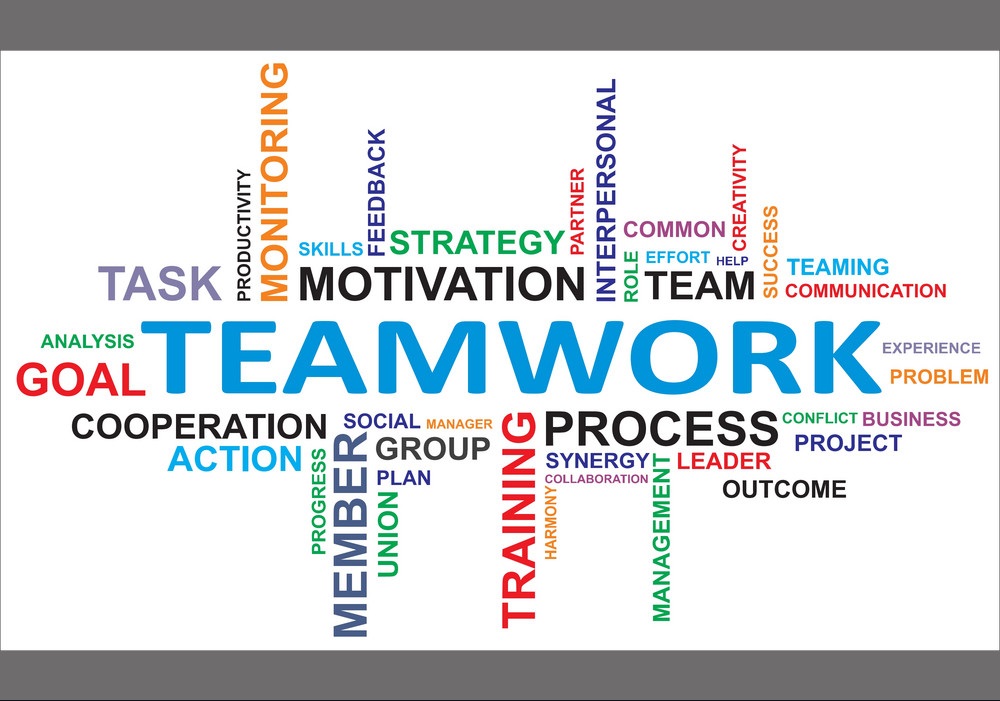 MONITORING
PRODUCTIVITY
FEEDBACK
INTERPERSONAL
PARTNER
CREATIVITY
SUCCESS
COMMON
SKILLS
STRATEGY
ROLE
EFFORT
HELP
TASK
MOTIVATION
TEAM
TEAMING
COMMUNICATION
ANALYSIS
TEAMWORK
EXPERIENCE
GOAL
PROBLEM
COOPERATION
SOCIAL
MANAGER
TRAINING
PROCESS
CONFLICT
BUSINESS
ACTION
MEMBER
GROUP
PROJECT
PROGRESS
PLAN
SYNERGY
LEADER
COLLABORATION
UNION
HARMONY
MANAGEMENT
OUTCOME